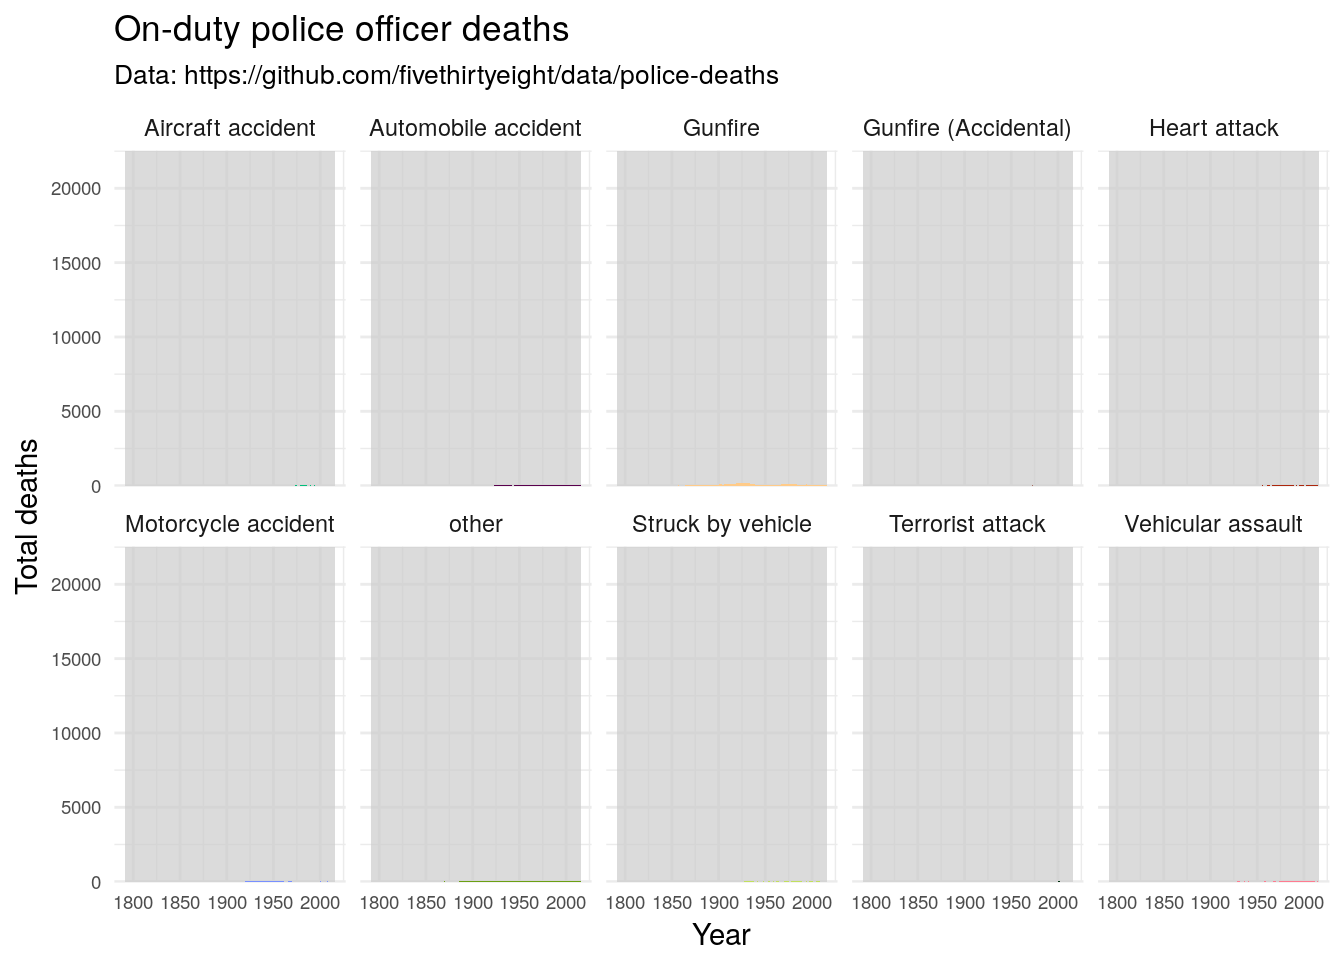 On-duty police officer deaths
Data: https://github.com/fivethirtyeight/data/police-deaths
Aircraft accident Automobile accident Gunfire Gunfire (Accidental) Heart attack
20000
15000
10000
5000
0
Motorcycle accident other Struck by vehicle Terrorist attack Vehicular assault
20000
15000
10000
5000
0
Total deaths
1800 1850 1900 1950 2000 1800 1850 1900 1950 2000 1800 1850 1900 1950 2000 1800 1850 1900 1950 2000 1800 1850 1900 1950 2000
Year